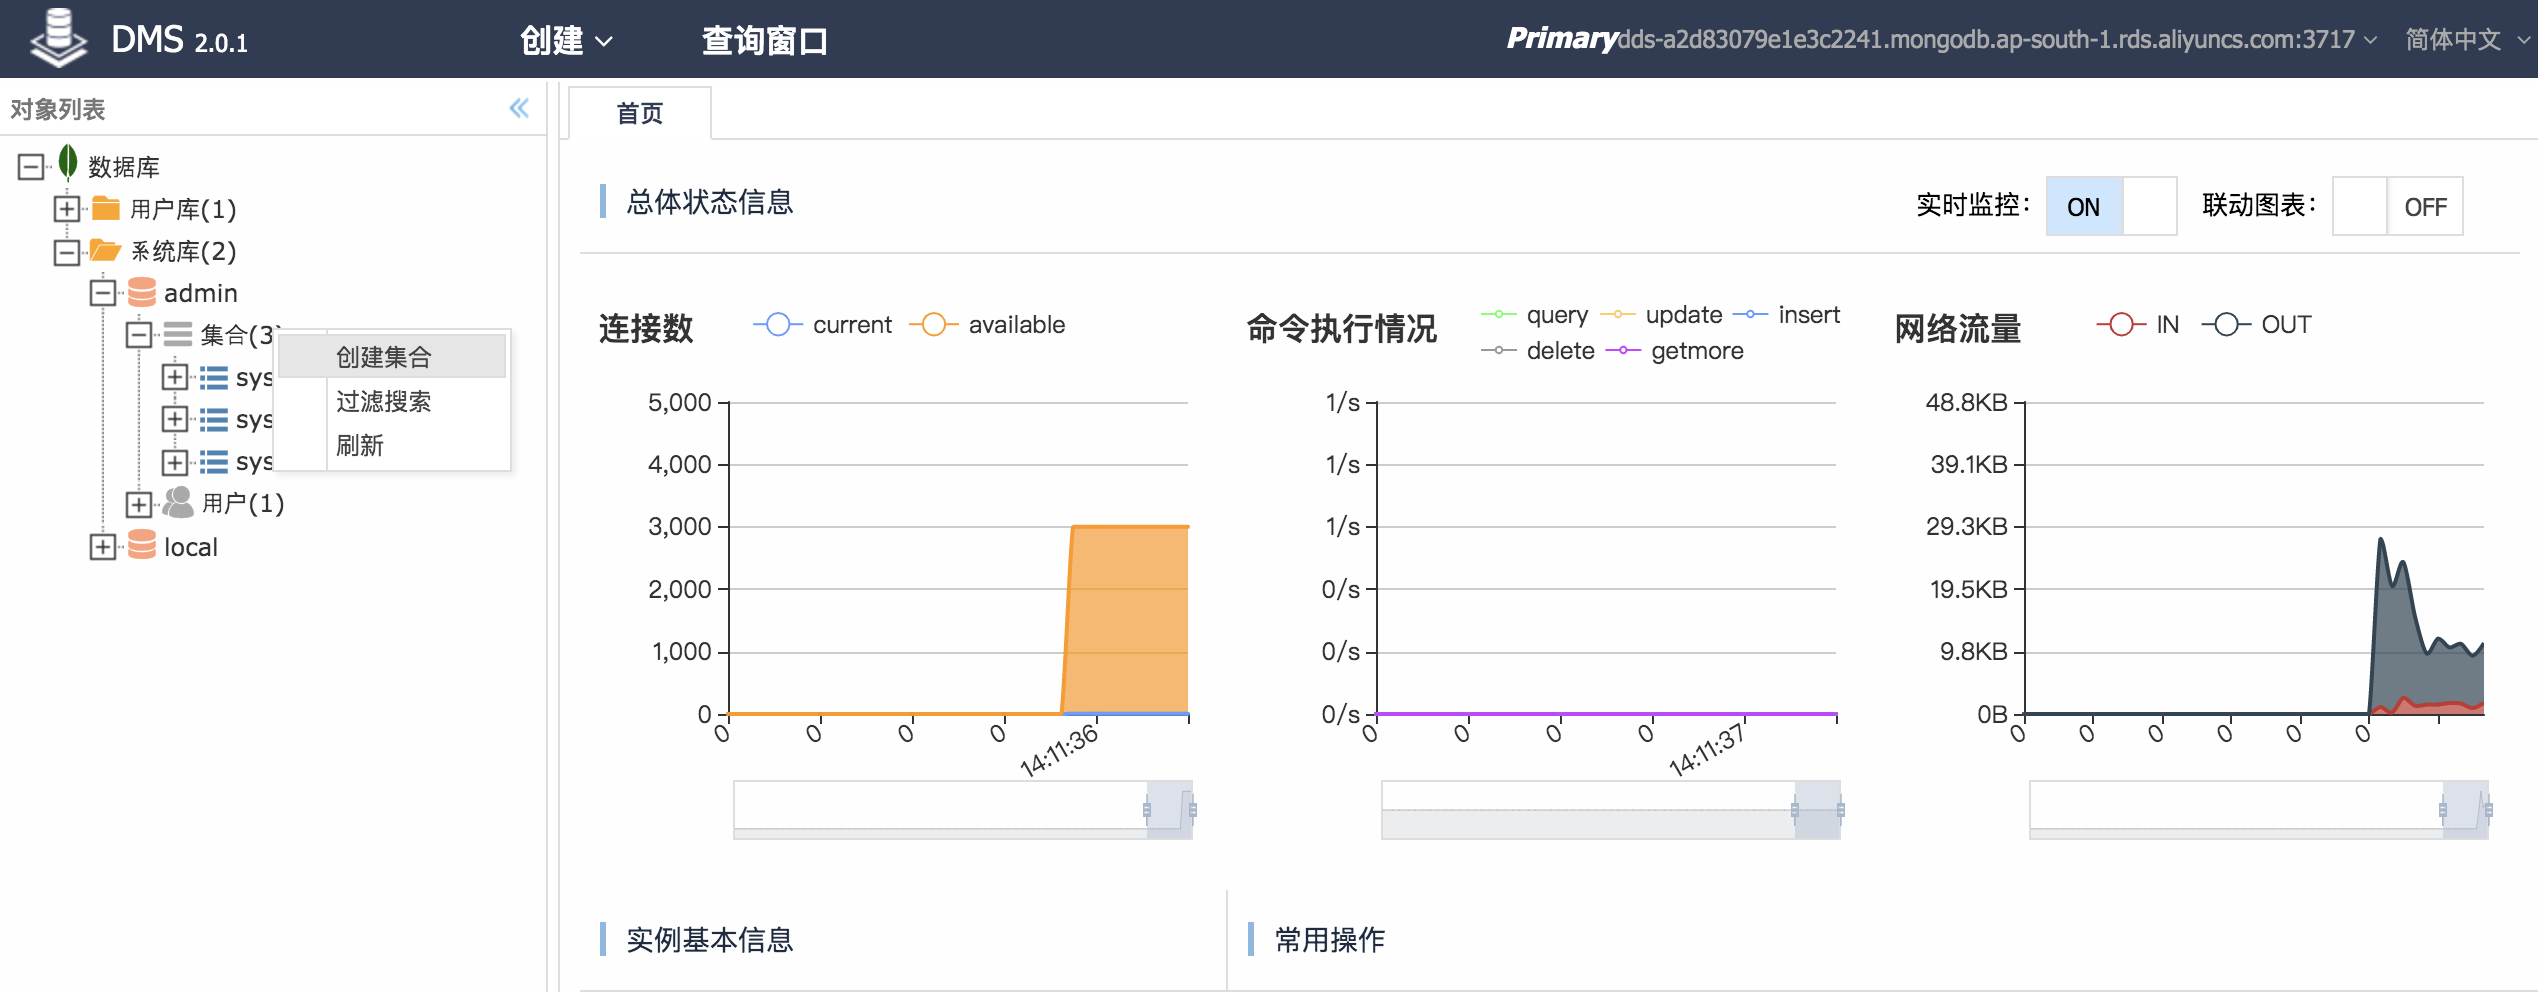 DMS 2.0.1
创建
查询窗口
Primarydds-a2d83079e1e3c2241.mongodb.ap-south-1.rds.aliyuncs.com:3717
简体中文
对象列表
数据库
用户库(1)
系统库(2)
admin
集合(3
sys
sys
sys
用户(1)
local
创建集合
过滤搜索
刷新
首页
总体状态信息
实时监控：
ON
联动图表：
OFF
连接数
current
available
5,000
4,000
3,000
2,000
1,000
0
0
0
0
0
14:11:36
命令执行情况
query
update
insert
delete
getmore
1/s
1/s
1/s
0/s
0/s
0/s
0
0
0
0
14:11:37
网络流量
IN
OUT
48.8KB
39.1KB
29.3KB
19.5KB
9.8KB
0B
0
0
0
0
0
0
实例基本信息
常用操作